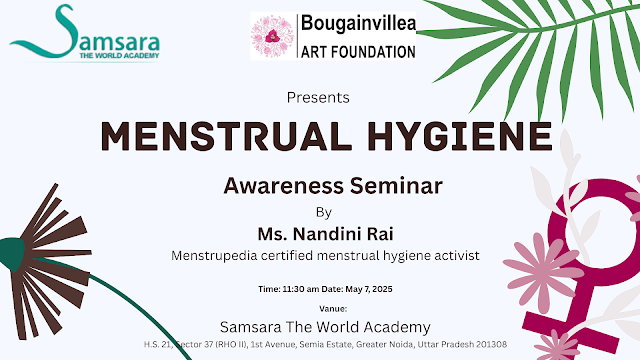 Samsara
THE WORLD ACADEMY
Bougainvillea
ART FOUNDATION
Presents
MENSTRUAL HYGIENE
Awareness Seminar
By
Ms. Nandini Rai
Menstrupedia certified menstrual hygiene activist
Time: 11:30 am Date: May 7, 2025
Vanue:
Samsara The World Academy
H.S. 21, Sector 37 (RHO II), 1st Avenue, Semia Estate, Greater Noida, Uttar Pradesh 201308